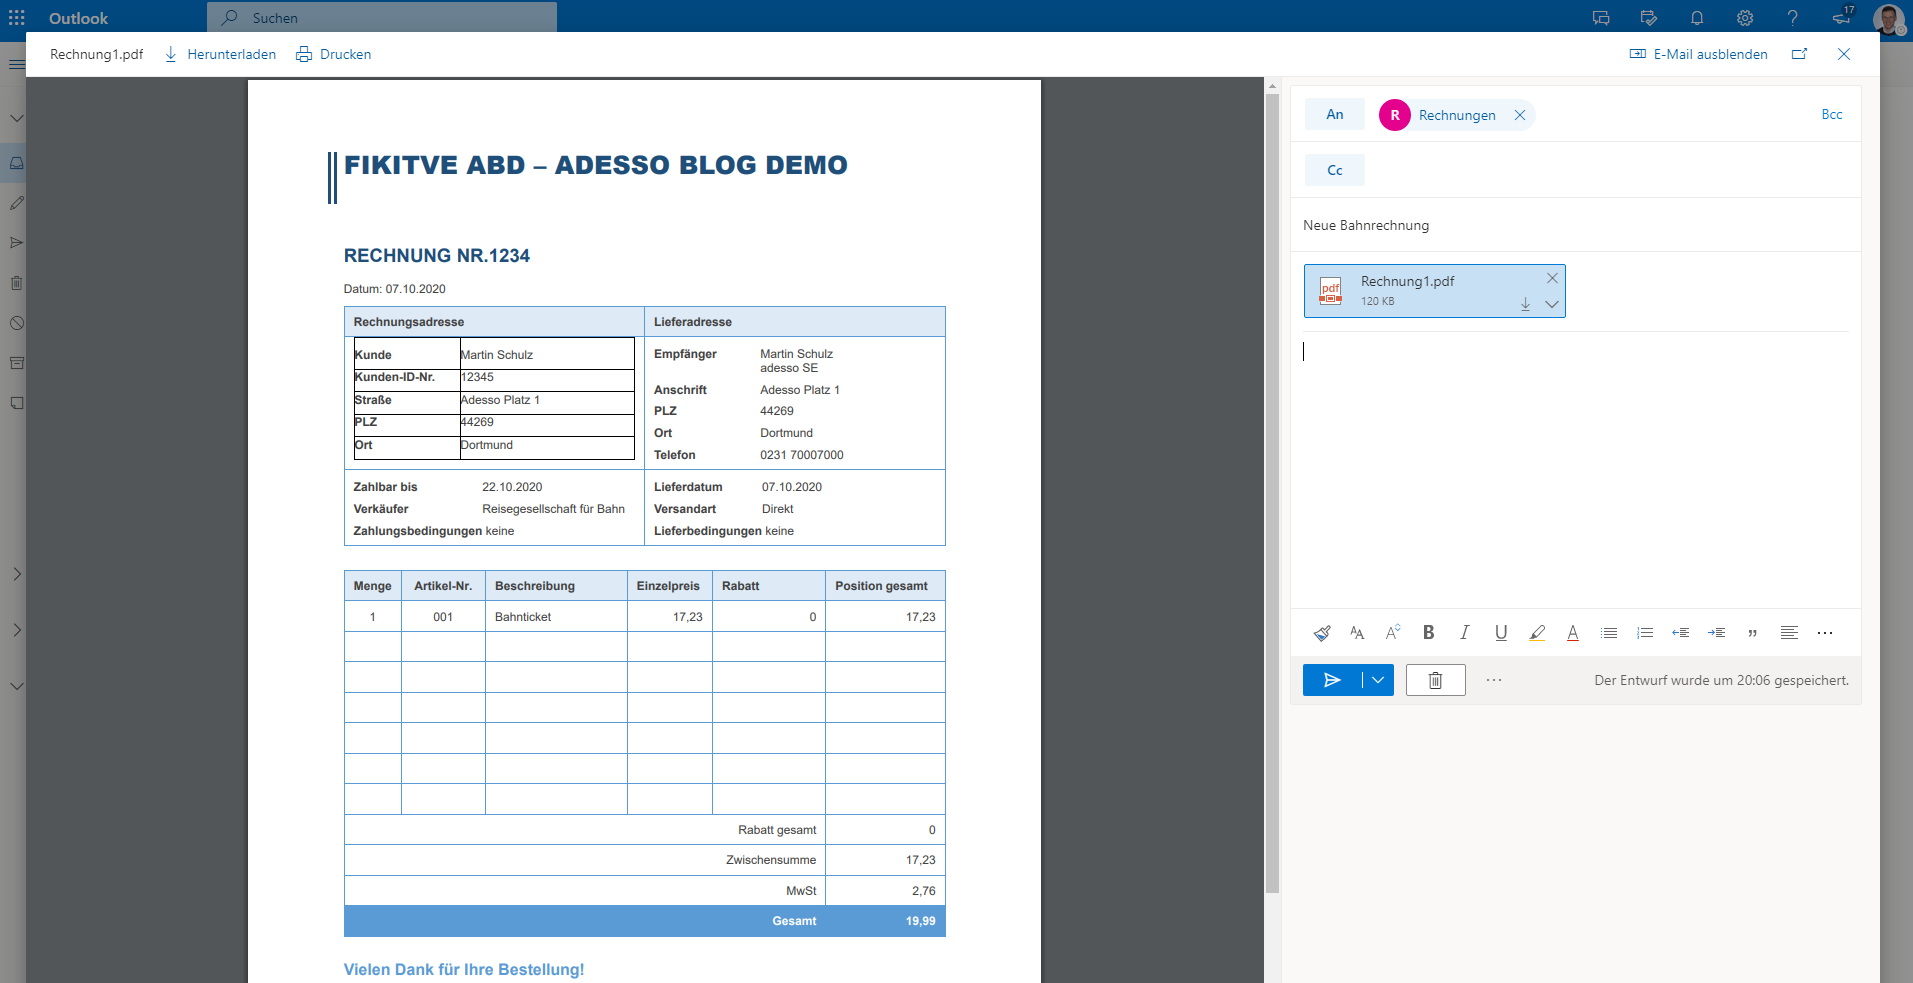 Outlook
Suchen
17
Rechnung1.pdf
Herunterladen
Drucken
E-Mail ausblenden
FIKITVE ABD – ADESSO BLOG DEMO
RECHNUNG NR.1234
Datum: 07.10.2020
Rechnungsadresse
Kunde Martin Schulz
Kunden-ID-Nr. 12345
Straße Adesso Platz 1
PLZ 44269
Ort Dortmund
Lieferadresse
Empfänger Martin Schulz
adesso SE
Anschrift Adesso Platz 1
PLZ 44269
Ort Dortmund
Telefon 0231 70007000
Zahlbar bis 22.10.2020
Verkäufer Reisegesellschaft für Bahn
Zahlungsbedingungen keine
Lieferdatum 07.10.2020
Versandart Direkt
Lieferbedingungen keine
Menge Artikel-Nr. Beschreibung Einzelpreis Rabatt Position gesamt
1 001 Bahnticket 17,23 0 17,23
Rabatt gesamt 0
Zwischensumme 17,23
MwSt 2,76
Gesamt 19,99
Vielen Dank für Ihre Bestellung!
An
R Rechnungen
Bcc
Cc
Neue Bahnrechnung
pdf
Rechnung1.pdf
120 KB
Der Entwurf wurde um 20:06 gespeichert.